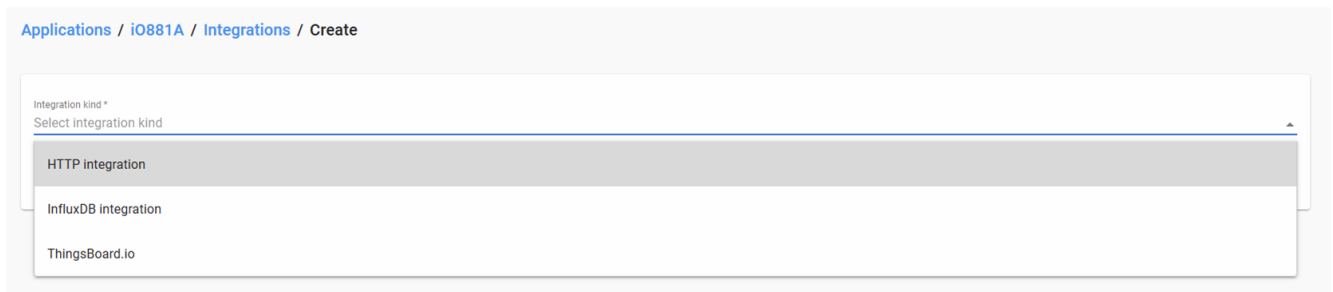 Applications / iO881A / Integrations / Create
Integration kind *
Select integration kind
HTTP integration
InfluxDB integration
ThingsBoard.io